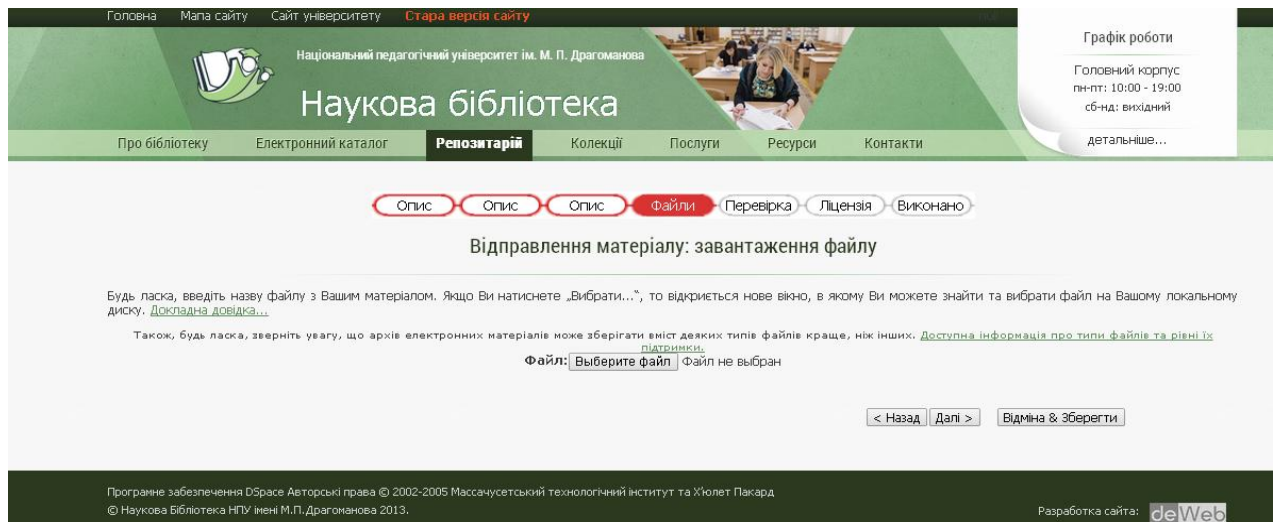 Головна Мапа сайту Сайт університету Стара версія сайту
Графік роботи
Національний педагогічний університет ім. М. П. Драгоманова
Головний корпус
пн-пт: 10:00 - 19:00
Наукова бібліотека
сб-нд: вихідний
Про бібліотеку Електронний каталог Репозитарій Колекції Послуги Ресурси Контакти
детальніше...
Опис Опис Опис Файли Перевірка Ліцензія Виконано
Відправлення матеріалу: завантаження файлу
Будь ласка, введіть назву файлу з Вашим матеріалом. Якщо Ви натиснете „Вибрати...“, то відкриється нове вікно, в якому Ви можете знайти та вибрати файл на Вашому локальному
диску. Докладна довідка...
Також, будь ласка, зверніть увагу, що архів електронних матеріалів може зберігати вміст деяких типів файлів краще, ніж інших. Доступна інформація про типи файлів та рівні їх
підтримки.
Файл: Выберите файл Файл не выбран
< Назад Далі > Відміна & Зберегти
Програмне забезпечення DSpace Авторські права © 2002-2005 Массачусетський технологічний інститут та Х’юлет Пакард
© Наукова Бібліотека НПУ імені М.П.Драгоманова 2013.
Разработка сайта: deWeb